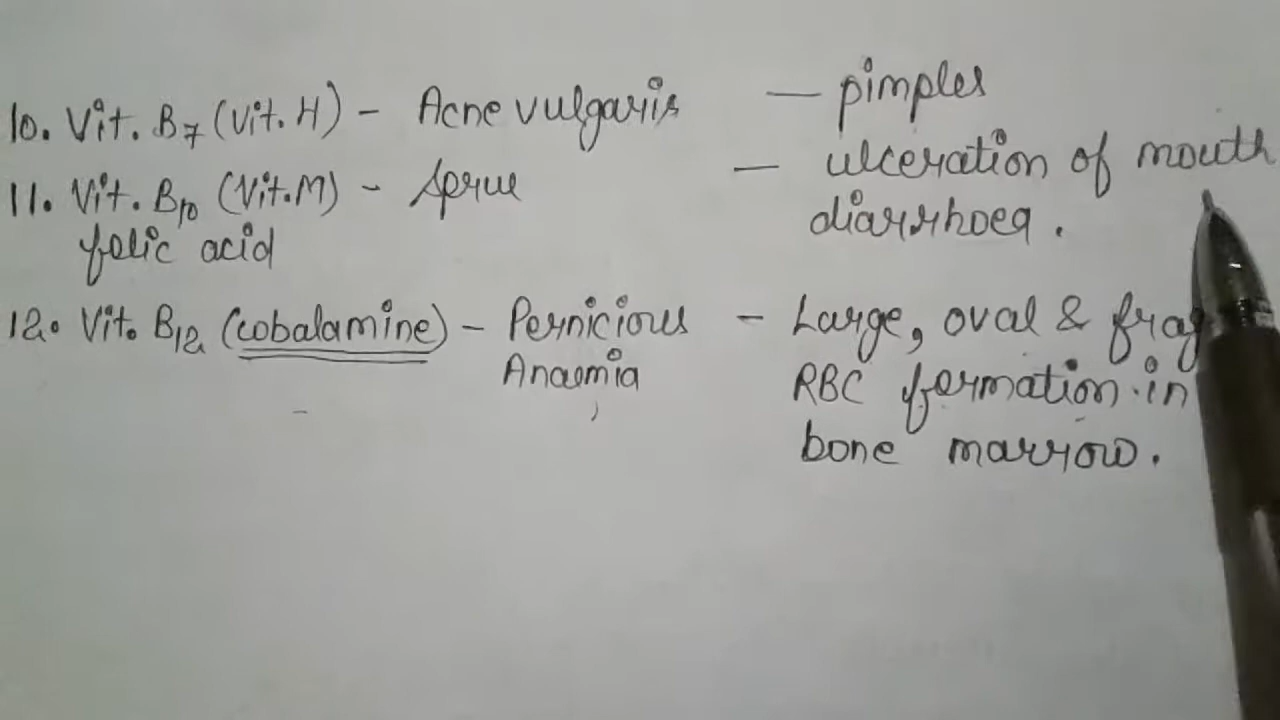 10. Vit. B7 (Vit. H) - Acne vulgaris — pimples
11. Vit. B10 (Vit.M) - Sprue — ulceration of mouth
folic acid diarrhoea.
12. Vit. B12 (cobalamine) - Pernicious - Large, oval &
Anaemia RBC formation in
bone marrow.